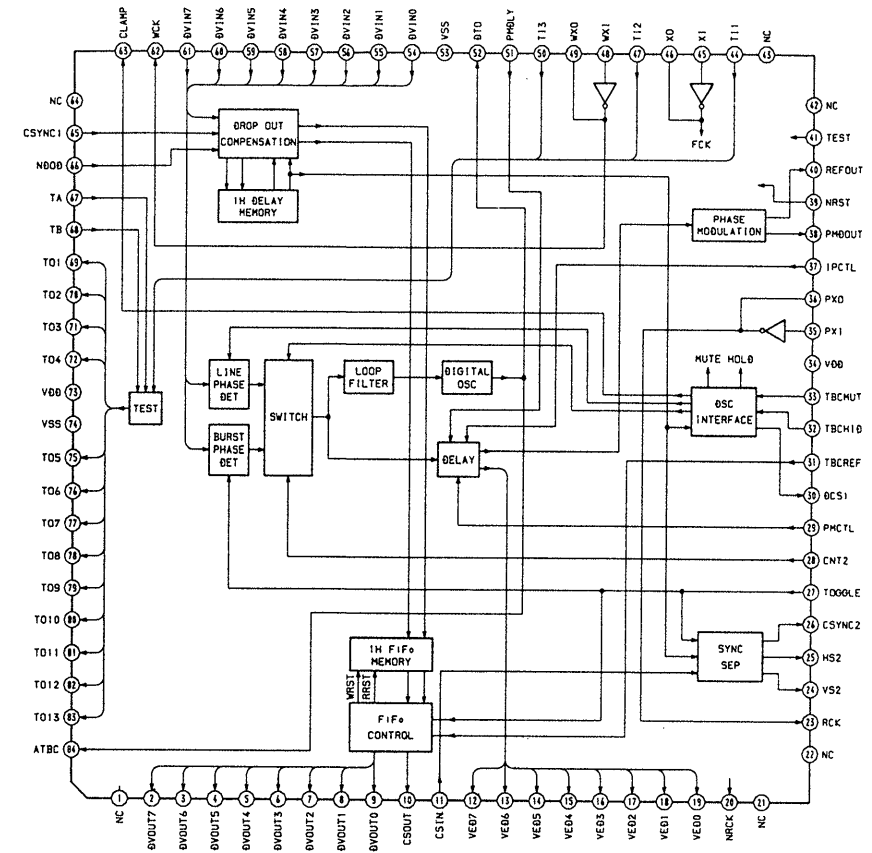 CLAMP
WCK
DVIN7
DVIN6
DVIN5
DVIN4
DVIN3
DVIN2
DVIN1
DVIN0
VSS
DTO
PMDLY
TI3
WXO
WXI
TI2
XO
XI
TI1
NC
63
62
61
60
59
58
57
56
55
54
53
52
51
50
49
48
47
46
45
44
43
NC 64
CSYNC1 65
NDOD 66
TA 67
TB 68
TO1 69
TO2 70
TO3 71
TO4 72
VDD 73
VSS 74
TO5 75
TO6 76
TO7 77
TO8 78
TO9 79
TO10 80
TO11 81
TO12 82
TO13 83
ATBC 84
DROP OUT
COMPENSATION
1H DELAY
MEMORY
FCK
PHASE
MODULATION
LINE
PHASE
DET
BURST
PHASE
DET
SWITCH
LOOP
FILTER
DIGITAL
OSC
DELAY
MUTE HOLD
DSC
INTERFACE
TEST
1H FiFo
MEMORY
WRST
RRST
FiFo
CONTROL
SYNC
SEP
42 NC
41 TEST
40 REFOUT
39 NRST
38 PMDOUT
37 IPCTL
36 PXO
35 PXI
34 VDD
33 TBCMUT
32 TBCHID
31 TBCREF
30 DCSI
29 PMCTL
28 CNT2
27 TOGGLE
26 CSYNC2
25 HS2
24 VS2
23 RCK
22 NC
1
2
3
4
5
6
7
8
9
10
11
12
13
14
15
16
17
18
19
20
21
NC
DVOUT7
DVOUT6
DVOUT5
DVOUT4
DVOUT3
DVOUT2
DVOUT1
DVOUT0
CSOUT
CSIN
VED7
VED6
VED5
VED4
VED3
VED2
VED1
VED0
NRCK
NC